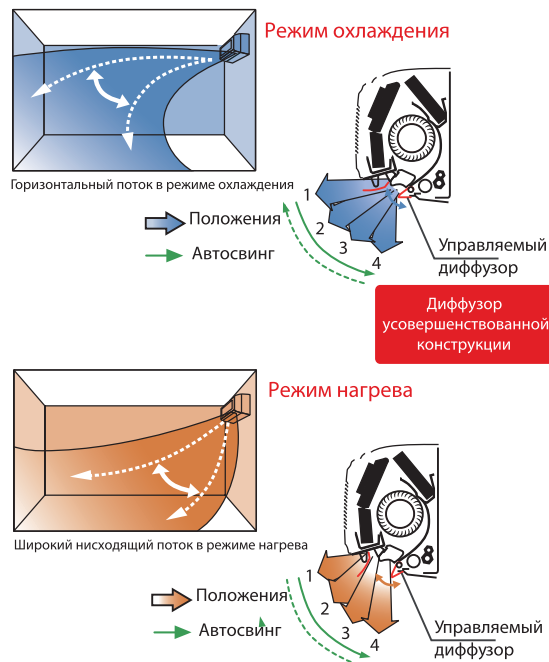 Режим охлаждения
Горизонтальный поток в режиме охлаждения
Положения
Автосвинг
1
2
3
4
Управляемый
диффузор
Диффузор
усовершенствованной
конструкции
Режим нагрева
Широкий нисходящий поток в режиме нагрева
Положения
Автосвинг
1
2
3
4
Управляемый
диффузор